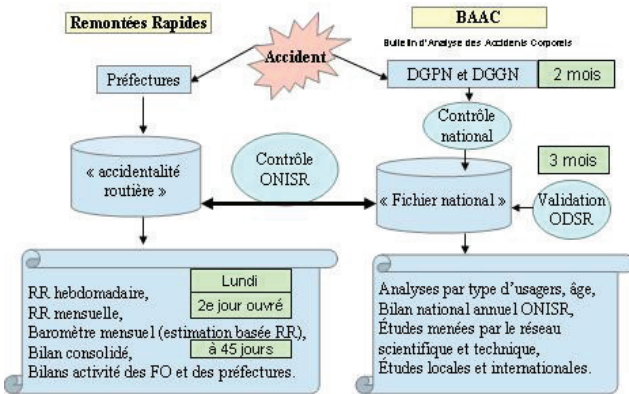 Remontées Rapides
BAAC
Bulletin d'Analyse des Accidents Corporels
Accident
Préfectures
DGPN et DGGN
2 mois
Contrôle
national
« accidentalité
routière »
Contrôle
ONISR
3 mois
« Fichier national »
Validation
ODSR
RR hebdomadaire,
Lundi
RR mensuelle,
2e jour ouvré
Baromètre mensuel (estimation basée RR),
Bilan consolidé,
à 45 jours
Bilans activité des FO et des préfectures.
Analyses par type d'usagers, âge,
Bilan national annuel ONISR,
Études menées par le réseau
scientifique et technique,
Études locales et internationales.